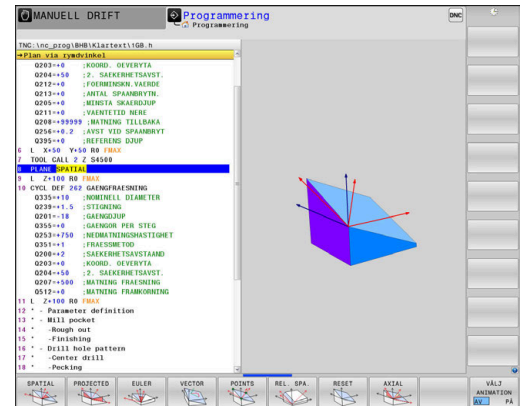 MANUELL DRIFT
Programmering
Programmering
DNC
TNC:\nc_prog\BHB\Klartext\1GB.h
→Plan via rymdvinkel
Q203=+0 ;KOORD. OEVERYTA
Q204=+50 ;2. SAEKERHETSAVST.
Q212=+0 ;FOERMINSKN.VAERDE
Q213=+0 ;ANTAL SPAANBRYTN.
Q205=+0 ;MINSTA SKAERDJUP
Q211=+0 ;VAENTETID NERE
Q208=+99999 ;MATNING TILLBAKA
Q256=+0.2 ;AVST VID SPAANBRYT
Q395=+0 ;REFERENS DJUP
6 L X+50 Y+50 R0 FMAX
7 TOOL CALL 2 Z S4500
8 PLANE SPATIAL
9 L Z+100 R0 FMAX
10 CYCL DEF 262 GAENGFRAESNING
Q335=+10 ;NOMINELL DIAMETER
Q239=+1.5 ;STIGNING
Q201=-18 ;GAENGDJUP
Q355=+0 ;GAENGOR PER STEG
Q253=+750 ;NEDMATNINGSHASTIGHET
Q351=+1 ;FRAESMETOD
Q200=+2 ;SAEKERHETSAVSTAAND
Q203=+0 ;KOORD. OEVERYTA
Q204=+50 ;2. SAEKERHETSAVST.
Q207=+500 ;MATNING FRAESNING
Q512=+0 ;MATNING FRAMKORNING
11 L Z+100 R0 FMAX
12 * - Parameter definition
13 * - Mill pocket
14 * -Rough out
15 * -Finishing
16 * - Drill hole pattern
17 * -Center drill
18 * -Pecking
SPATIAL
PROJECTED
EULER
VECTOR
POINTS
REL. SPA.
RESET
AXIAL
VÄLJ
ANIMATION
AV PÅ